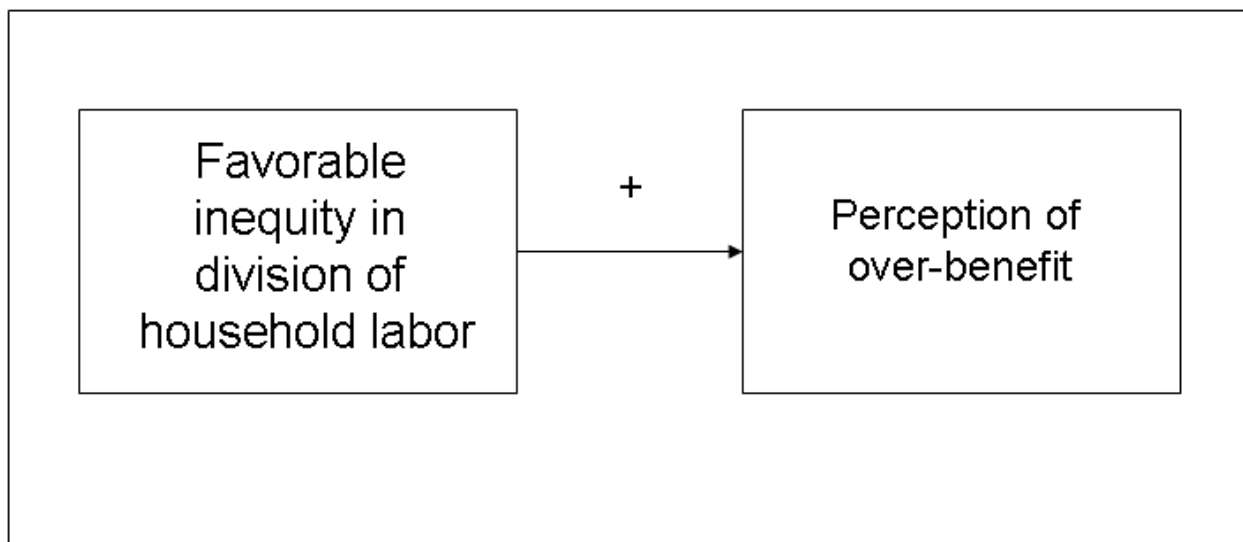 Favorable
inequity in
division of
household labor
+
Perception of
over-benefit